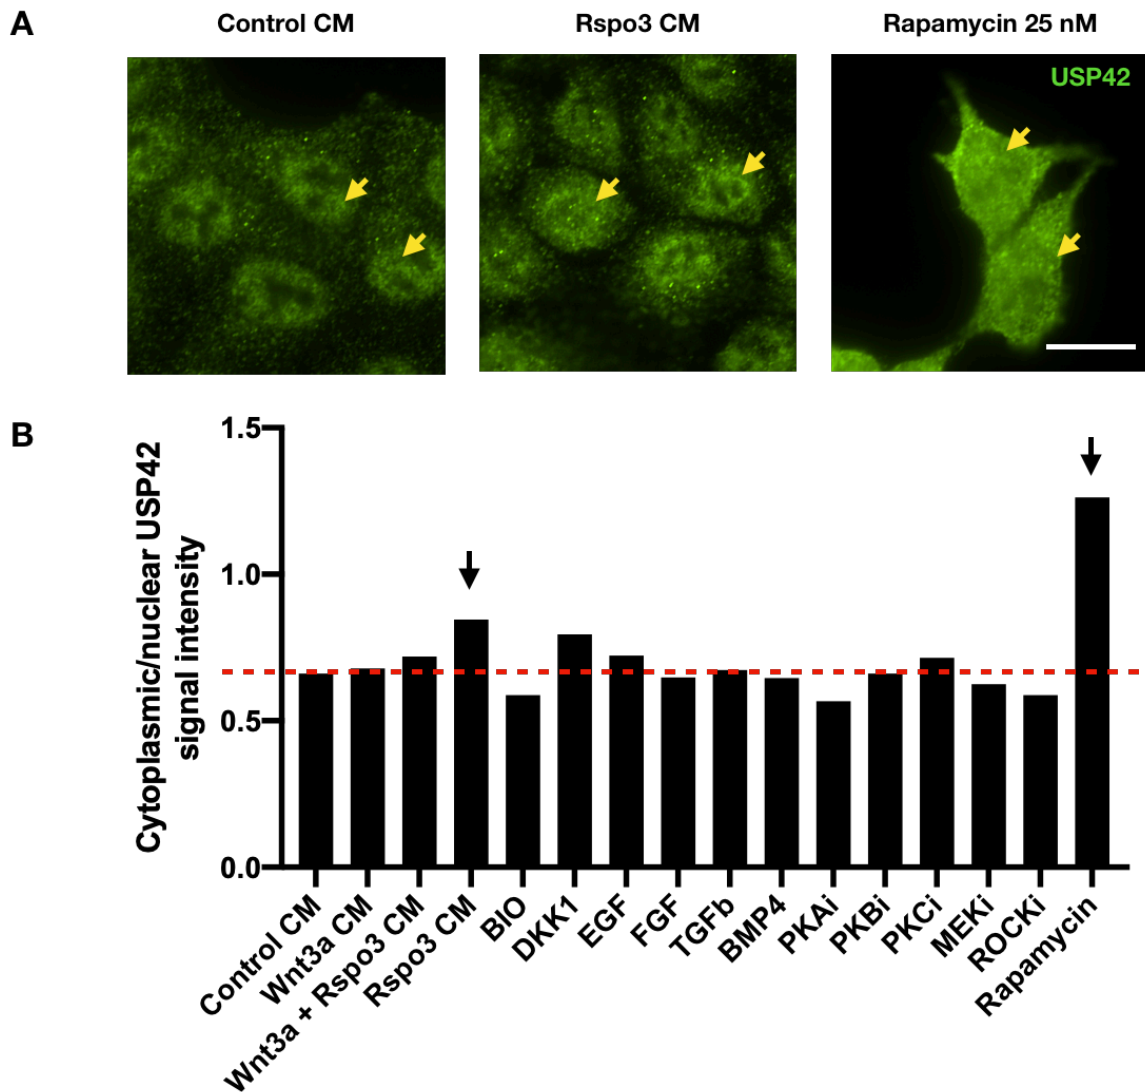 A
Control CM
Rspo3 CM
Rapamycin 25 nM
USP42
B
Cytoplasmic/nuclear USP42
signal intensity
1.5
1.0
0.5
0.0
Control CM
Wnt3a CM
Wnt3a + Rspo3 CM
Rspo3 CM
BIO
DKK1
EGF
FGF
TGFb
BMP4
PKAi
PKBi
PKCi
MEKi
ROCKi
Rapamycin